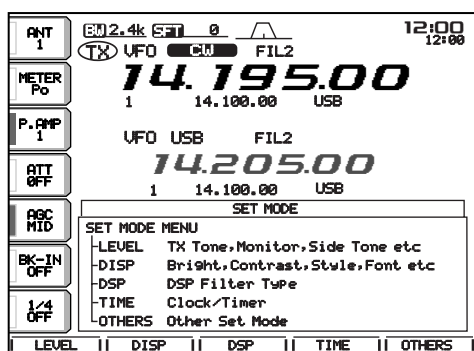 ANT
1
BW 2.4k SFT 0
12:00
12:00
TX VFO CW FIL2
METER
Po
14.195.00
1 14.100.00 USB
P.AMP
1
VFO USB FIL2
14.205.00
ATT
OFF
1 14.100.00 USB
AGC
MID
SET MODE
SET MODE MENU
LEVEL TX Tone,Monitor,Side Tone etc
BK-IN
OFF
DISP Bright,Contrast,Style,Font etc
DSP DSP Filter Type
1/4
OFF
TIME Clock/Timer
OTHERS Other Set Mode
LEVEL DISP DSP TIME OTHERS